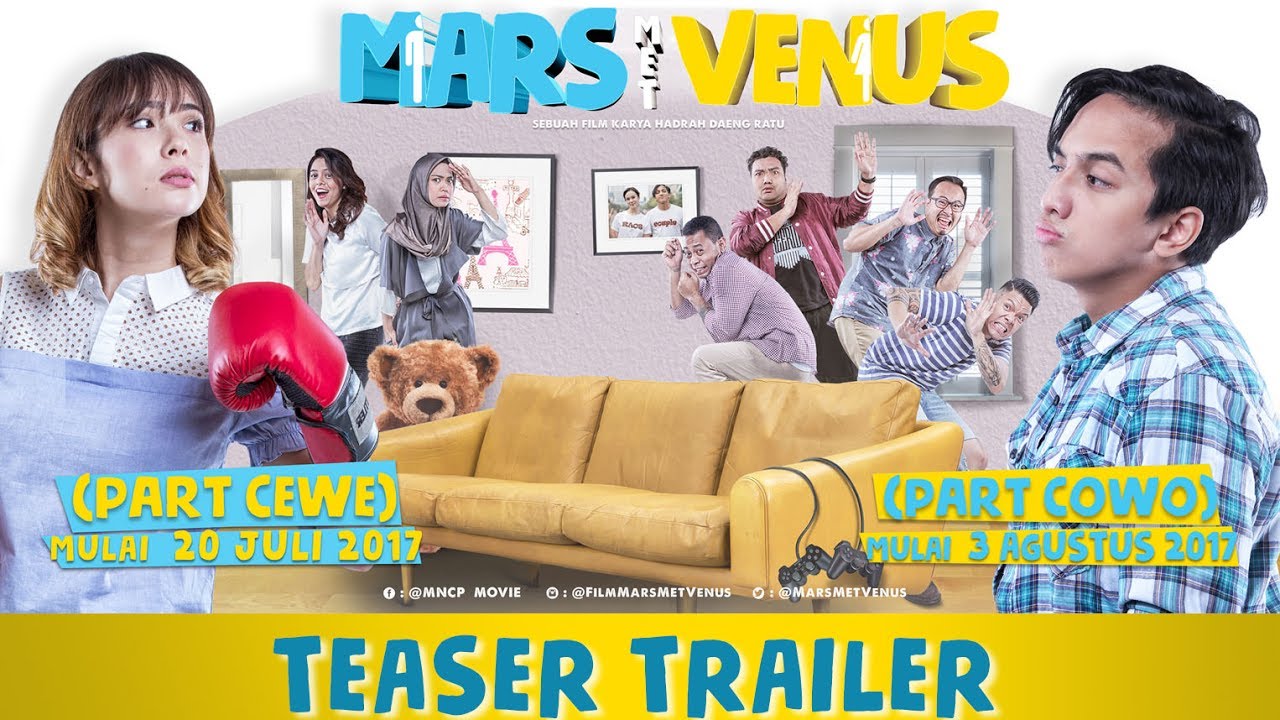 MARS MET VENUS
SEBUAH FILM KARYA HADRAH DAENG RATU
(PART CEWE)
MULAI 20 JULI 2017
(PART COWO)
MULAI 3 AGUSTUS 2017
: @MNCP MOVIE : @FILMMARSMETVENUS : @MARSMETVENUS
TEASER TRAILER